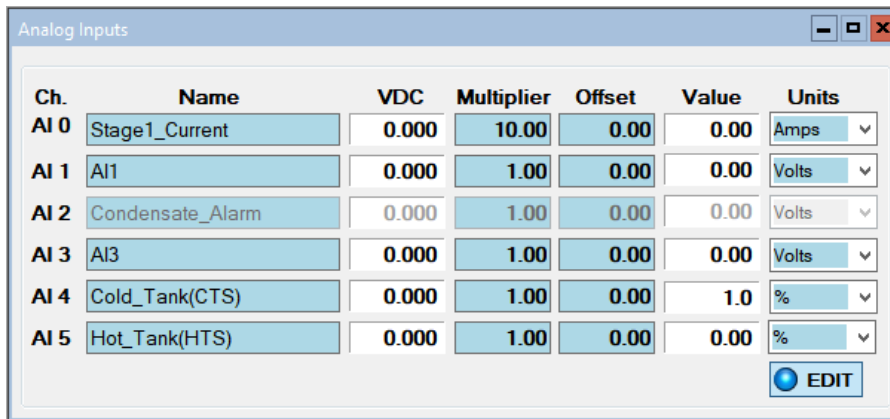 Analog Inputs
Ch. Name VDC Multiplier Offset Value Units
AI 0 Stage1_Current 0.000 10.00 0.00 0.00 Amps
AI 1 AI1 0.000 1.00 0.00 0.00 Volts
AI 2 Condensate_Alarm 0.000 1.00 0.00 0.00 Volts
AI 3 AI3 0.000 1.00 0.00 0.00 Volts
AI 4 Cold_Tank(CTS) 0.000 1.00 0.00 1.0 %
AI 5 Hot_Tank(HTS) 0.000 1.00 0.00 0.00 %
EDIT